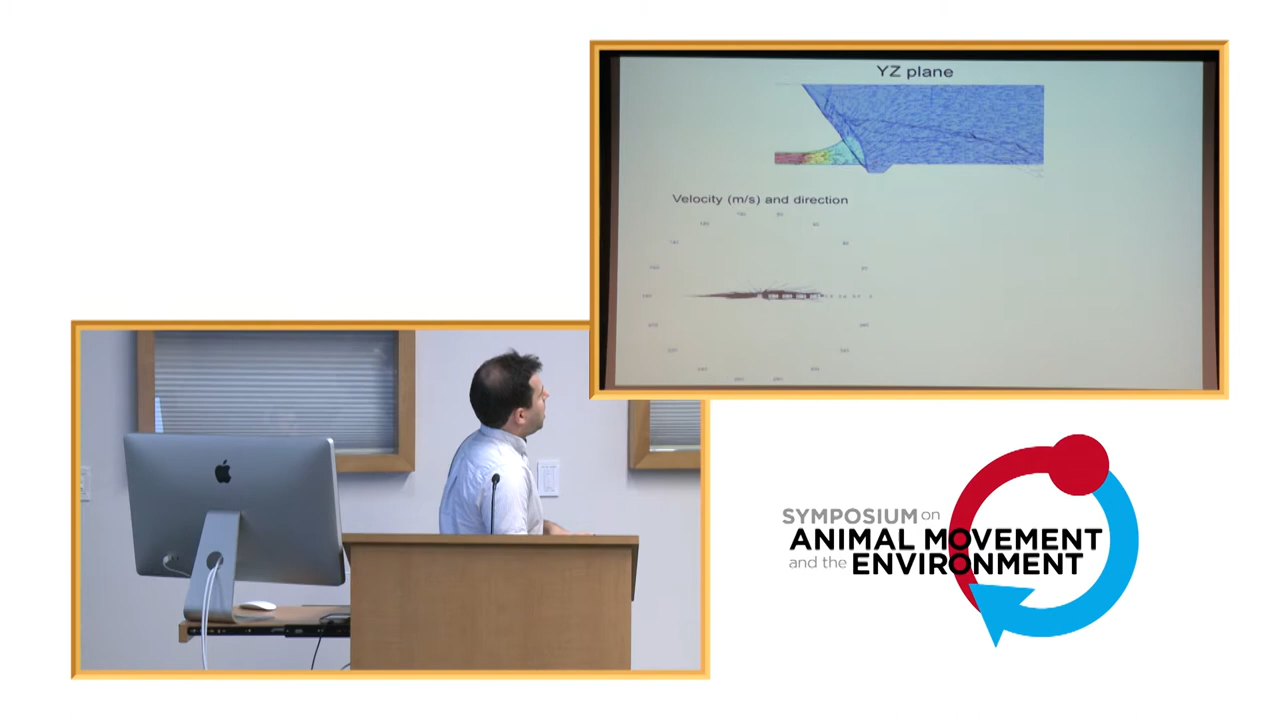 YZ plane
Velocity (m/s) and direction
SYMPOSIUM on
ANIMAL MOVEMENT
and the ENVIRONMENT